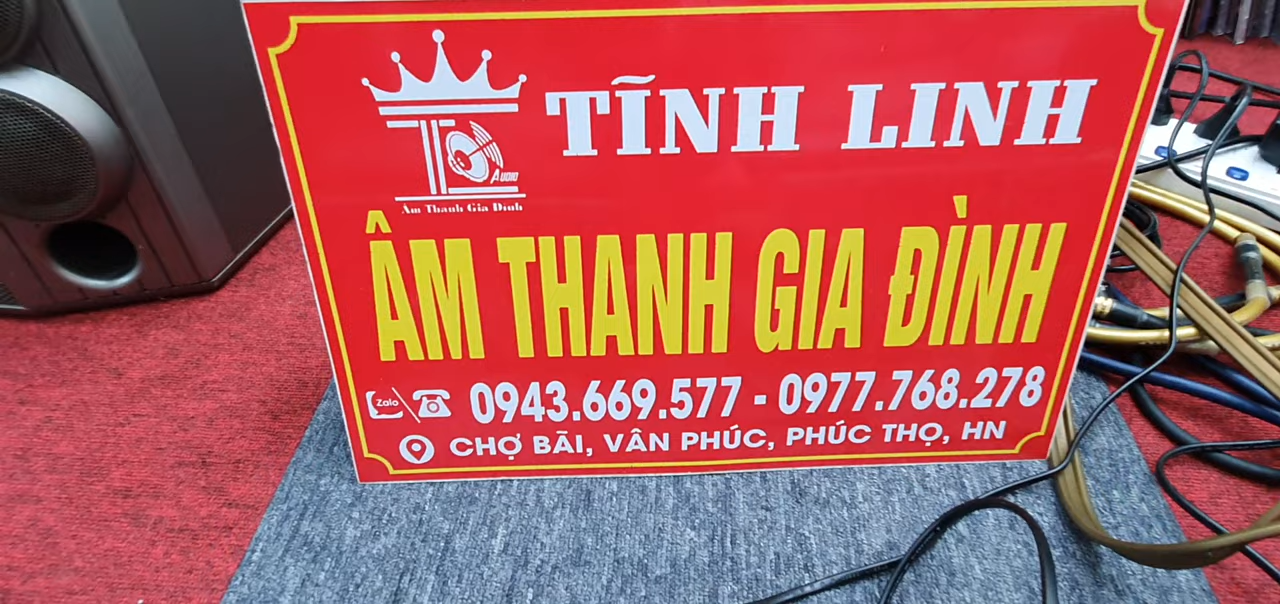 TĨNH LINH
AUDIO
Âm Thanh Gia Đình
ÂM THANH GIA ĐÌNH
Zalo 0943.669.577 - 0977.768.278
CHỢ BÃI, VÂN PHÚC, PHÚC THỌ, HN